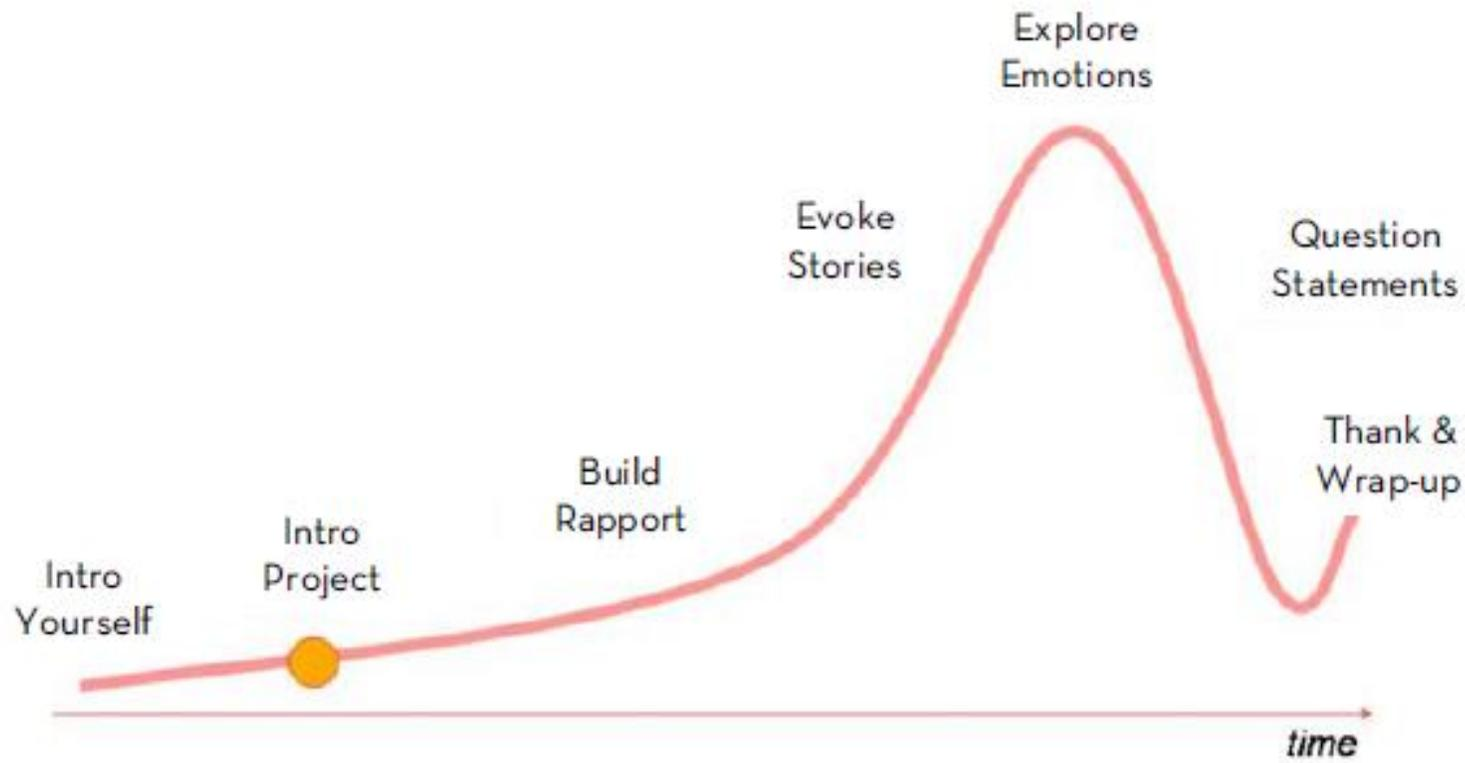 Intro
Yourself
Intro
Project
Build
Rapport
Evoke
Stories
Explore
Emotions
Question
Statements
Thank &
Wrap-up
time